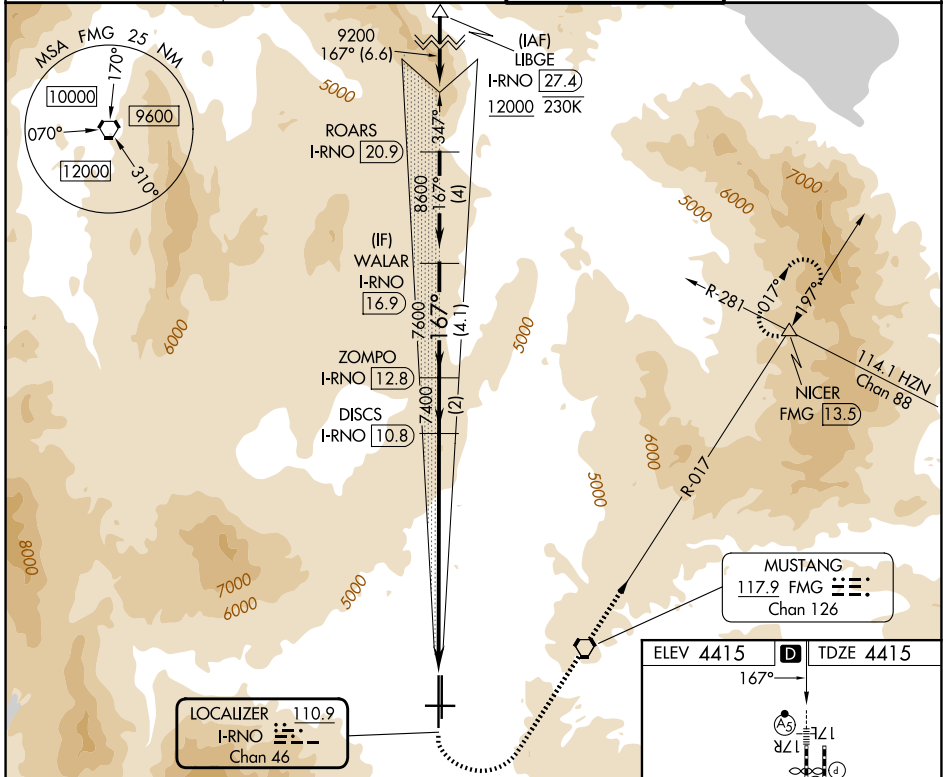 MSA FMG 25 NM
170°
10000
9600
070°
12000
310°
9200
167° (6.6)
(IAF)
LIBGE
I-RNO 27.4
12000 230K
5000
347°
ROARS
I-RNO 20.9
8600
167°
(4)
7000
6000
5000
(IF)
WALAR
I-RNO
16.9
7600
167°
(4.1)
R-281
017°
197°
6000
5000
ZOMPO
I-RNO 12.8
7400
(2)
114.1 HZN
Chan 88
NICER
FMG 13.5
DISCS
I-RNO 10.8
6000
R-017
5000
8000
7000
6000
5000
MUSTANG
117.9 FMG
Chan 126
ELEV 4415 D TDZE 4415
167°
LOCALIZER 110.9
I-RNO
Chan 46
A5
17R
17L
P